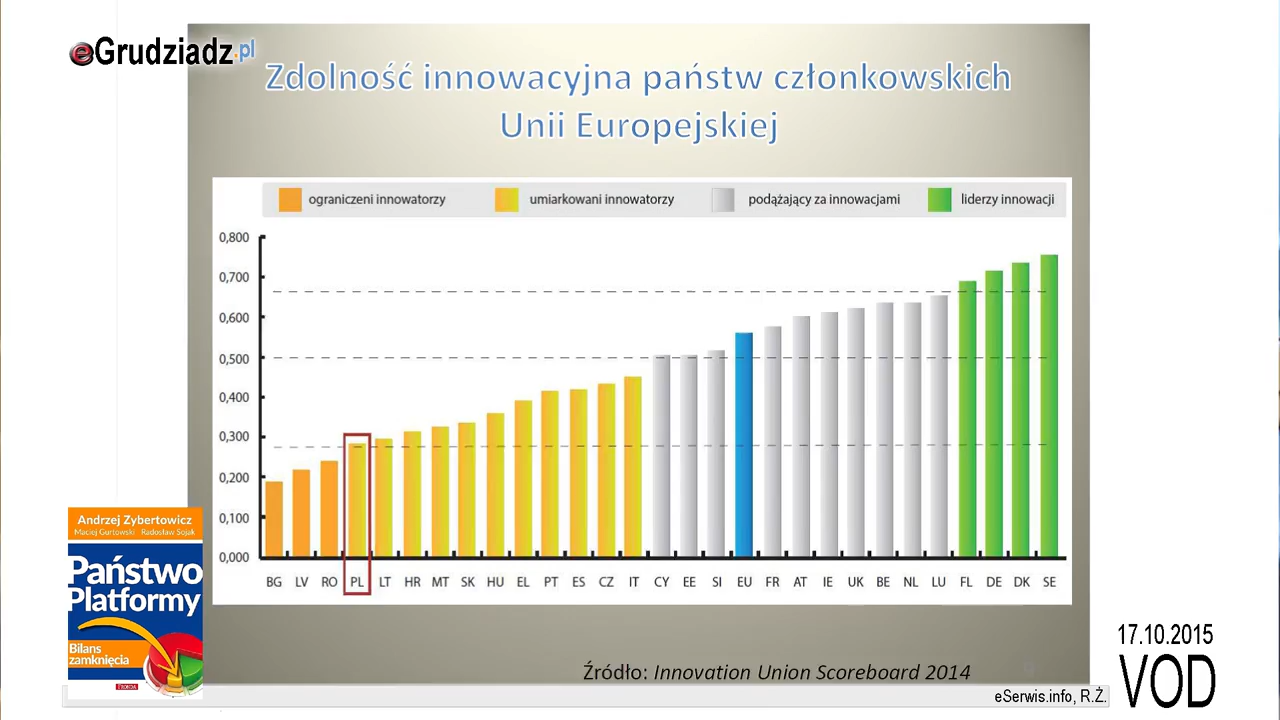 eGrudziadz.pl
Zdolność innowacyjna państw członkowskich
Unii Europejskiej
ograniczeni innowatorzy umiarkowani innowatorzy podążający za innowacjami liderzy innowacji
0,800
0,700
0,600
0,500
0,400
0,300
0,200
0,100
0,000
BG LV RO PL LT HR MT SK HU EL PT ES CZ IT CY EE SI EU FR AT IE UK BE NL LU FL DE DK SE
Andrzej Zybertowicz
Maciej Gurtowski Radosław Sojak
Państwo
Platformy
Bilans
zamknięcia
Źródło: Innovation Union Scoreboard 2014
9
17.10.2015
VOD
eSerwis.info, R.Ż.